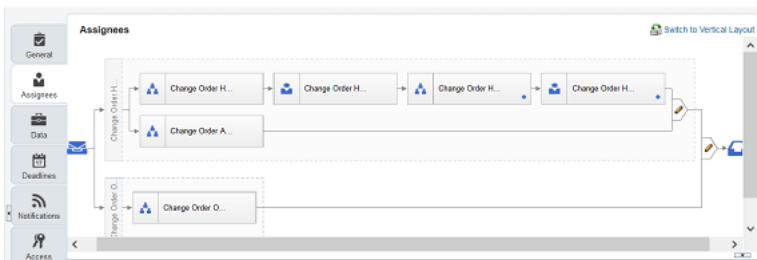 Assignees
Switch to Vertical Layout
General
Assignees
Data
Deadlines
Notifications
Access
Change Order H...
Change Order H...
Change Order H...
Change Order H...
Change Order H...
Change Order A...
Change Order O...
Change Order O...